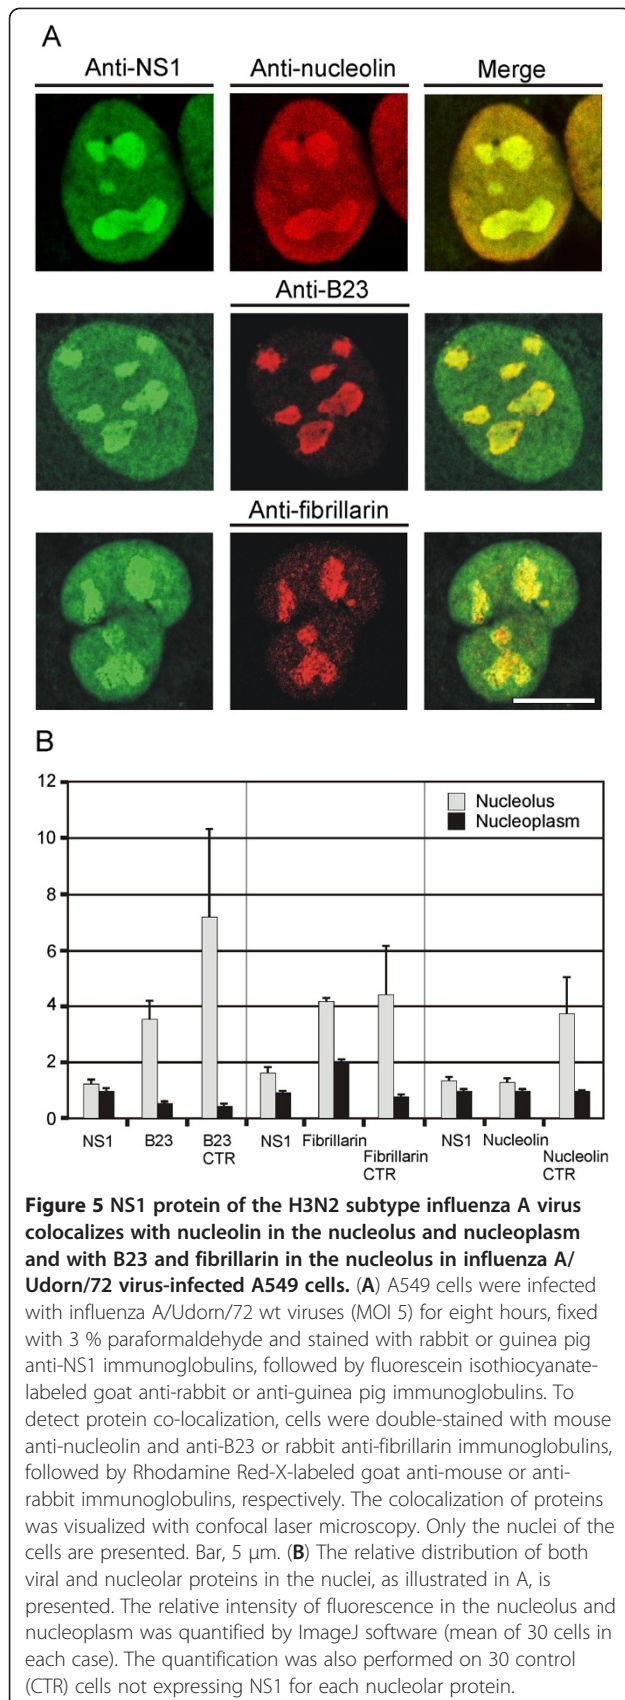 A
Anti-NS1 Anti-nucleolin Merge
Anti-B23
Anti-fibrillarin
B
12
10
8
6
4
2
0
Nucleolus
Nucleoplasm
NS1 B23 B23 CTR NS1 Fibrillarin Fibrillarin CTR NS1 Nucleolin Nucleolin CTR
Figure 5 NS1 protein of the H3N2 subtype influenza A virus
colocalizes with nucleolin in the nucleolus and nucleoplasm
and with B23 and fibrillarin in the nucleolus in influenza A/
Udorn/72 virus-infected A549 cells. (A) A549 cells were infected
with influenza A/Udorn/72 wt viruses (MOI 5) for eight hours, fixed
with 3 % paraformaldehyde and stained with rabbit or guinea pig
anti-NS1 immunoglobulins, followed by fluorescein isothiocyanate-
labeled goat anti-rabbit or anti-guinea pig immunoglobulins. To
detect protein co-localization, cells were double-stained with mouse
anti-nucleolin and anti-B23 or rabbit anti-fibrillarin immunoglobulins,
followed by Rhodamine Red-X-labeled goat anti-mouse or anti-
rabbit immunoglobulins, respectively. The colocalization of proteins
was visualized with confocal laser microscopy. Only the nuclei of the
cells are presented. Bar, 5 μm. (B) The relative distribution of both
viral and nucleolar proteins in the nuclei, as illustrated in A, is
presented. The relative intensity of fluorescence in the nucleolus and
nucleoplasm was quantified by ImageJ software (mean of 30 cells in
each case). The quantification was also performed on 30 control
(CTR) cells not expressing NS1 for each nucleolar protein.